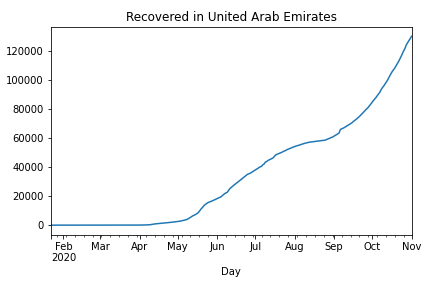 Recovered in United Arab Emirates
120000
100000
80000
60000
40000
20000
0
Feb Mar Apr May Jun Jul Aug Sep Oct Nov
2020
Day